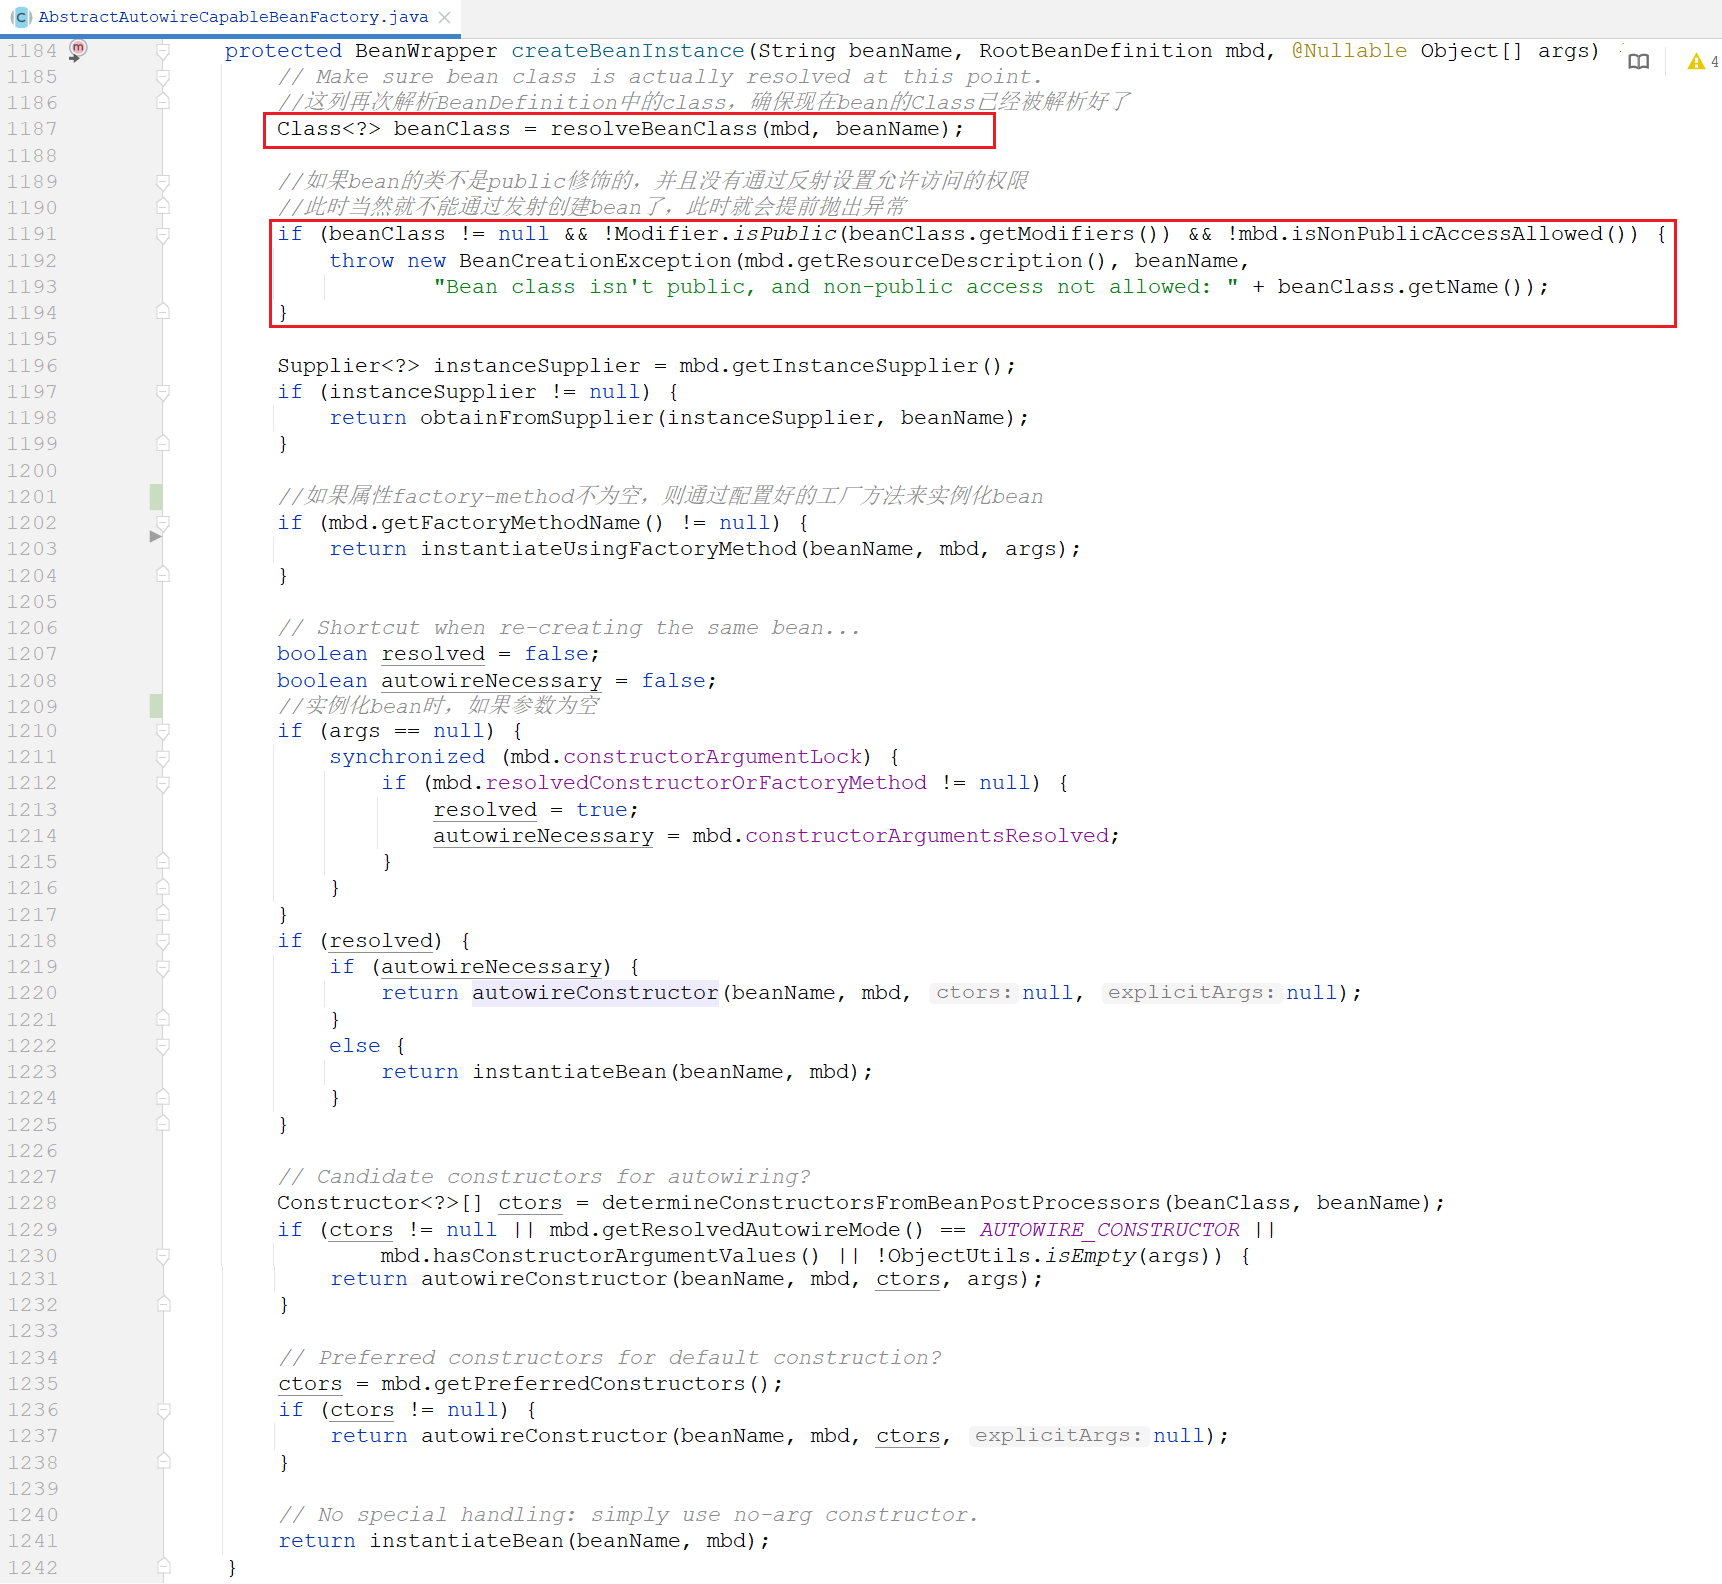 AbstractAutowireCapableBeanFactory.java
1184 protected BeanWrapper createBeanInstance(String beanName, RootBeanDefinition mbd, @Nullable Object[] args) 4
1185 // Make sure bean class is actually resolved at this point.
1186 //这列再次解析BeanDefinition中的class，确保现在bean的Class已经被解析好了
1187 Class<?> beanClass = resolveBeanClass(mbd, beanName);
1188
1189 //如果bean的类不是public修饰的，并且没有通过反射设置允许访问的权限
1190 //此时当然就不能通过发射创建bean了，此时就会提前抛出异常
1191 if (beanClass != null && !Modifier.isPublic(beanClass.getModifiers()) && !mbd.isNonPublicAccessAllowed()) {
1192 throw new BeanCreationException(mbd.getResourceDescription(), beanName,
1193 "Bean class isn't public, and non-public access not allowed: " + beanClass.getName());
1194 }
1195
1196 Supplier<?> instanceSupplier = mbd.getInstanceSupplier();
1197 if (instanceSupplier != null) {
1198 return obtainFromSupplier(instanceSupplier, beanName);
1199 }
1200
1201 //如果属性factory-method不为空，则通过配置好的工厂方法来实例化bean
1202 if (mbd.getFactoryMethodName() != null) {
1203 return instantiateUsingFactoryMethod(beanName, mbd, args);
1204 }
1205
1206 // Shortcut when re-creating the same bean...
1207 boolean resolved = false;
1208 boolean autowireNecessary = false;
1209 //实例化bean时，如果参数为空
1210 if (args == null) {
1211 synchronized (mbd.constructorArgumentLock) {
1212 if (mbd.resolvedConstructorOrFactoryMethod != null) {
1213 resolved = true;
1214 autowireNecessary = mbd.constructorArgumentsResolved;
1215 }
1216 }
1217 }
1218 if (resolved) {
1219 if (autowireNecessary) {
1220 return autowireConstructor(beanName, mbd, ctors: null, explicitArgs: null);
1221 }
1222 else {
1223 return instantiateBean(beanName, mbd);
1224 }
1225 }
1226
1227 // Candidate constructors for autowiring?
1228 Constructor<?>[] ctors = determineConstructorsFromBeanPostProcessors(beanClass, beanName);
1229 if (ctors != null || mbd.getResolvedAutowireMode() == AUTOWIRE_CONSTRUCTOR ||
1230 mbd.hasConstructorArgumentValues() || !ObjectUtils.isEmpty(args)) {
1231 return autowireConstructor(beanName, mbd, ctors, args);
1232 }
1233
1234 // Preferred constructors for default construction?
1235 ctors = mbd.getPreferredConstructors();
1236 if (ctors != null) {
1237 return autowireConstructor(beanName, mbd, ctors, explicitArgs: null);
1238 }
1239
1240 // No special handling: simply use no-arg constructor.
1241 return instantiateBean(beanName, mbd);
1242 }